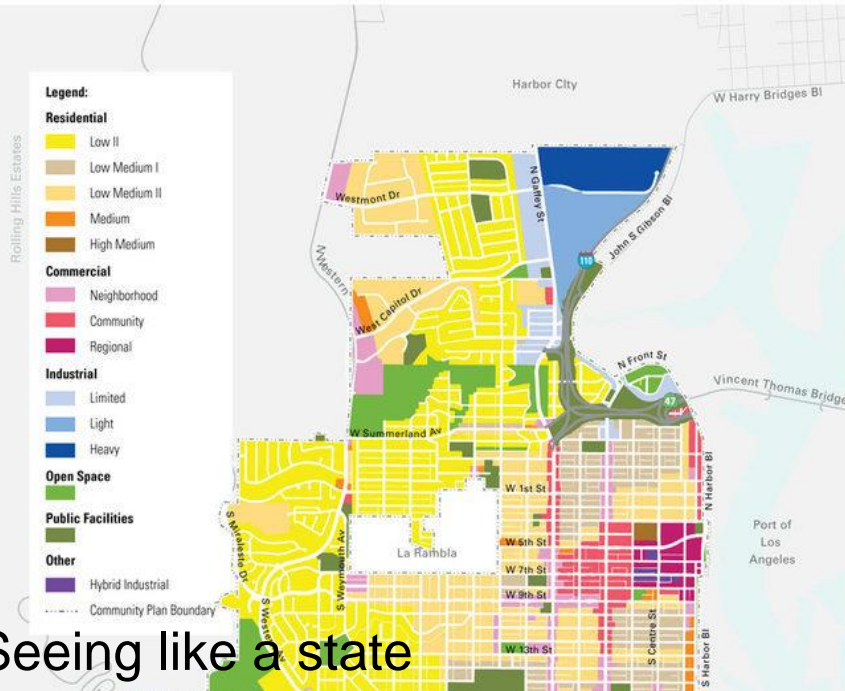 Legend:
Residential
Low II
Low Medium I
Low Medium II
Medium
High Medium
Commercial
Neighborhood
Community
Regional
Industrial
Limited
Light
Heavy
Open Space
Public Facilities
Other
Hybrid Industrial
Community Plan Boundary
Rolling Hills Estates
Harbor City
W Harry Bridges Bl
Westmont Dr
N Gaffey St
John S Gibson Bl
110
N Western
West Capitol Dr
N Front St
47
Vincent Thomas Bridge
W Summerland Av
N Harbor Bl
W 1st St
S Miraleste Dr
S Weymouth Av
La Rambla
W 5th St
W 7th St
W 9th St
Port of
Los
Angeles
S Western Av
W 13th St
S Centre St
S Harbor Bl
Seeing like a state